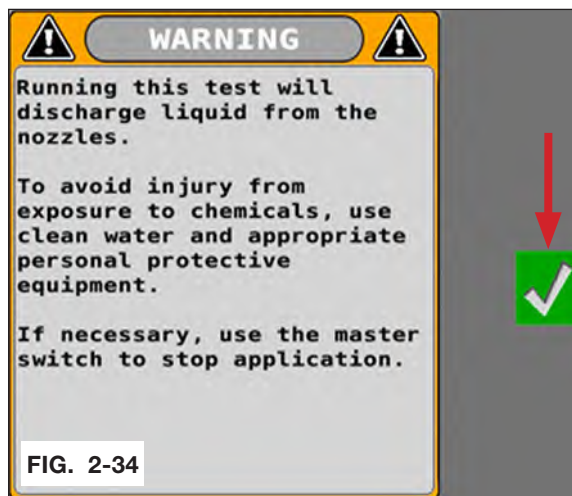 WARNING
Running this test will
discharge liquid from the
nozzles.
To avoid injury from
exposure to chemicals, use
clean water and appropriate
personal protective
equipment.
If necessary, use the master
switch to stop application.
FIG. 2-34